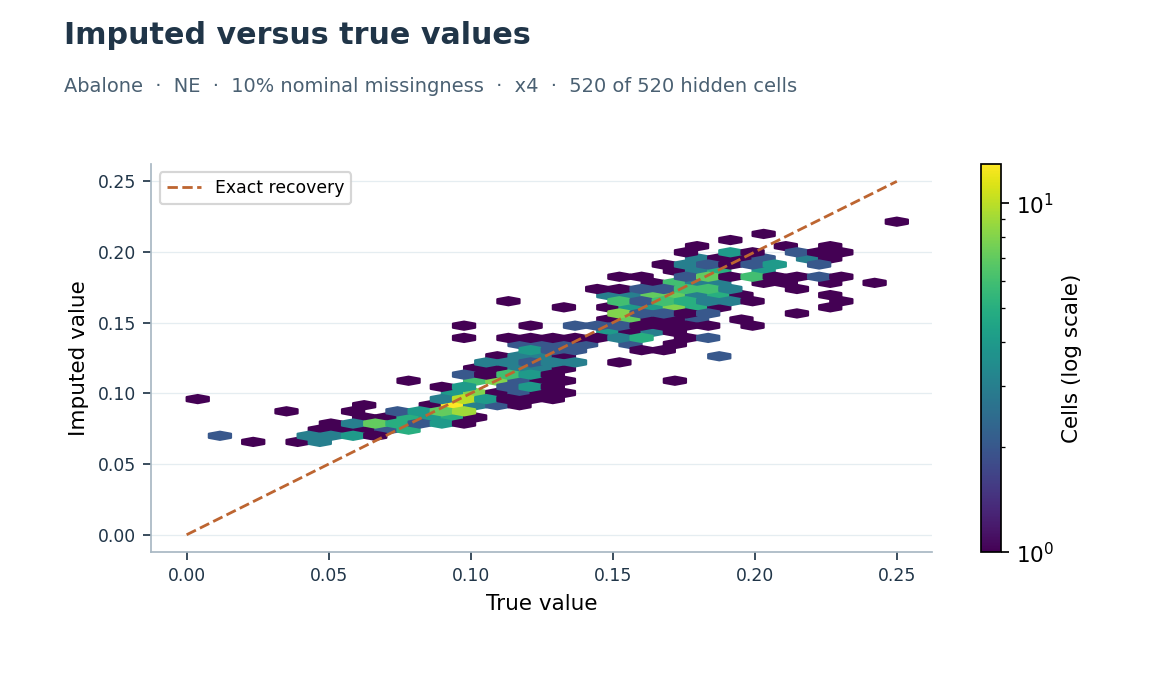 Imputed versus true values
Abalone · NE · 10% nominal missingness · x4 · 520 of 520 hidden cells
Exact recovery
0.25
0.20
0.15
0.10
0.05
0.00
Imputed value
0.00 0.05 0.10 0.15 0.20 0.25
True value
10¹
10⁰
Cells (log scale)